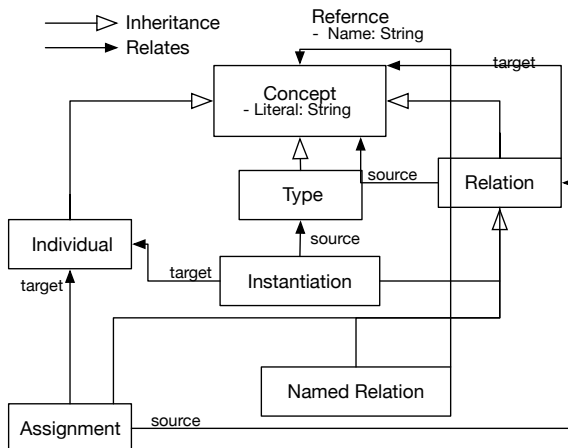 Inheritance
Relates
Refernce
- Name: String
target
Concept
- Literal: String
source
Relation
Type
Individual
source
target
Instantiation
target
Named Relation
Assignment
source